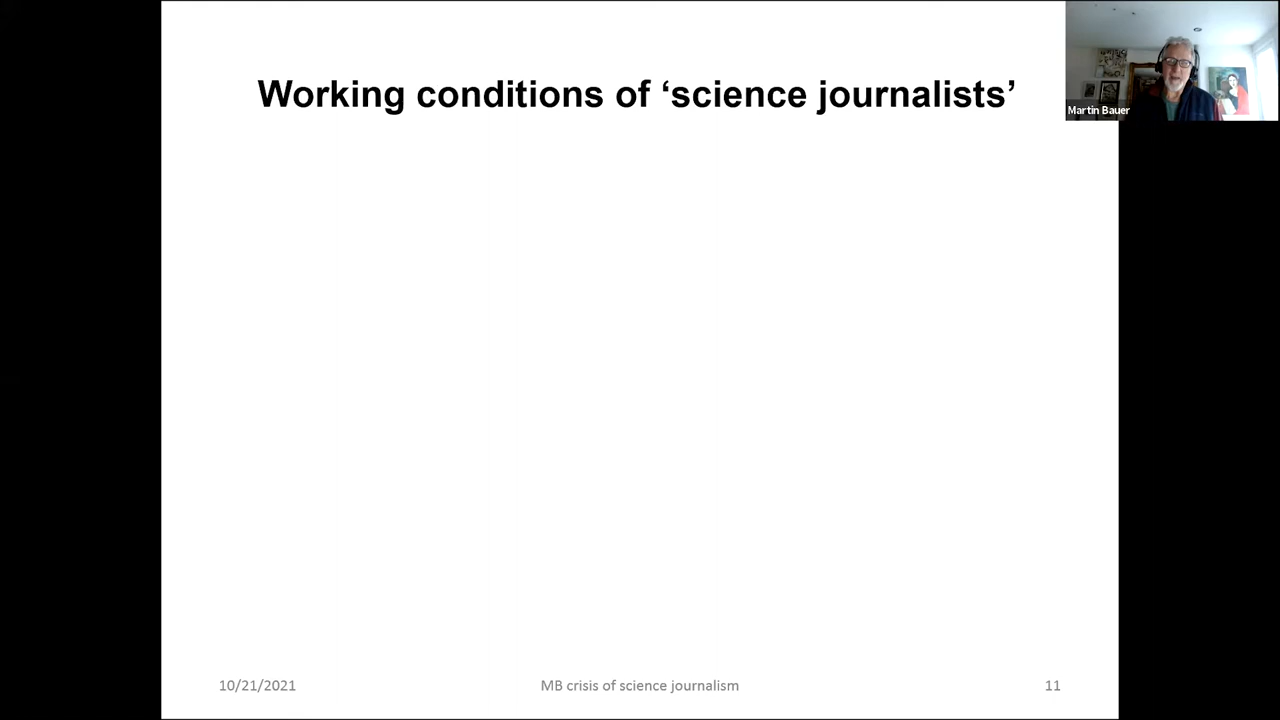 Working conditions of ‘science journalists’
Martin Bauer
10/21/2021
MB crisis of science journalism
11